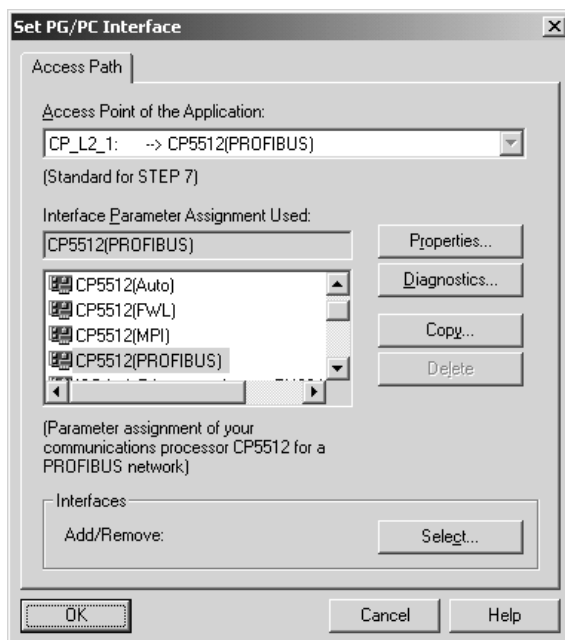 Set PG/PC Interface
Access Path
Access Point of the Application:
CP_L2_1: --> CP5512(PROFIBUS)
(Standard for STEP 7)
Interface Parameter Assignment Used:
CP5512(PROFIBUS)
Properties...
CP5512(Auto)
CP5512(FWL)
CP5512(MPI)
CP5512(PROFIBUS)
Diagnostics...
Copy...
Delete
(Parameter assignment of your
communications processor CP5512 for a
PROFIBUS network)
Interfaces
Add/Remove:
Select...
OK
Cancel
Help